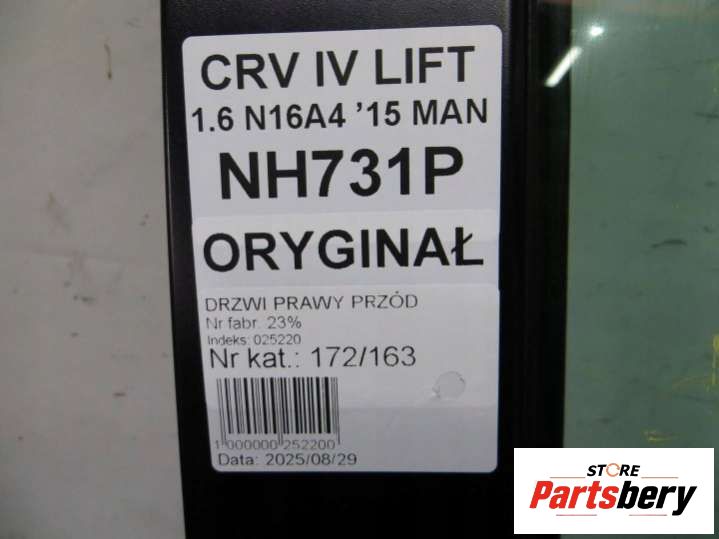 CRV IV LIFT
1.6 N16A4 ’15 MAN
NH731P
ORYGINAŁ
DRZWI PRAWY PRZÓD
Nr fabr. 23%
Indeks: 025220
Nr kat.: 172/163
1 000000 252200
Data: 2025/08/29
STORE
Partsbery